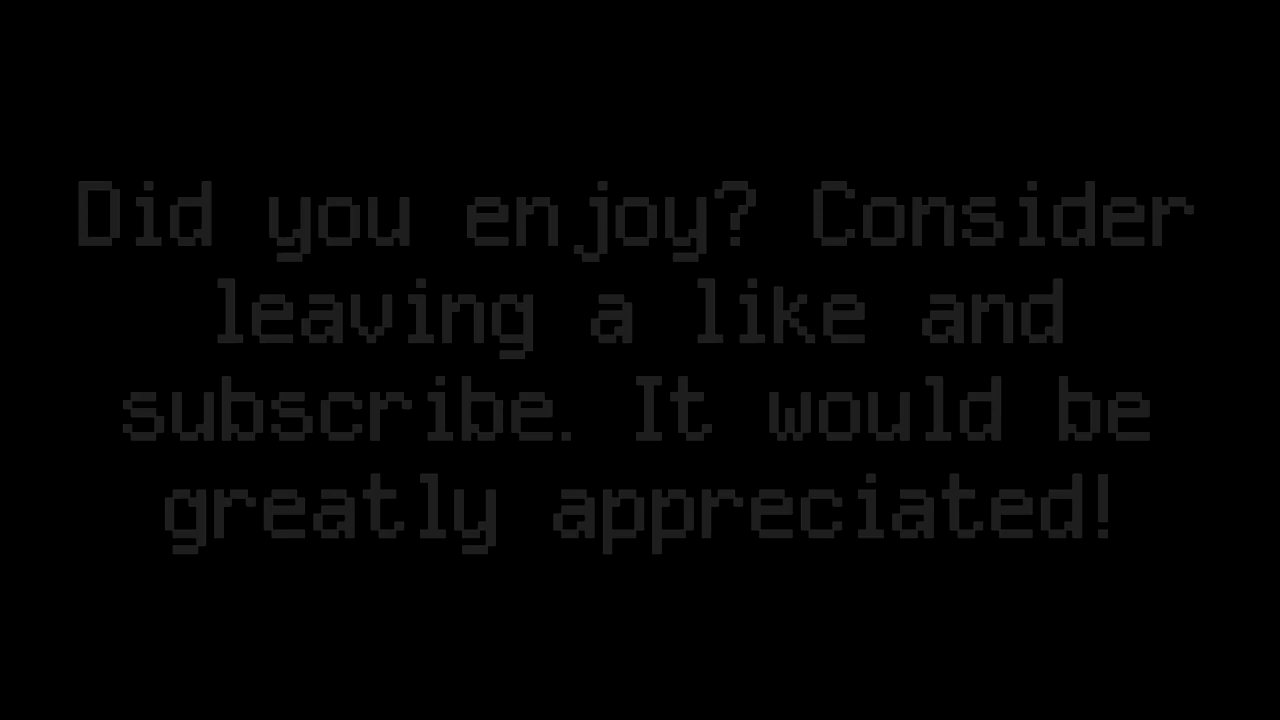 Did you enjoy? Consider
leaving a like and
subscribe. It would be
greatly appreciated!